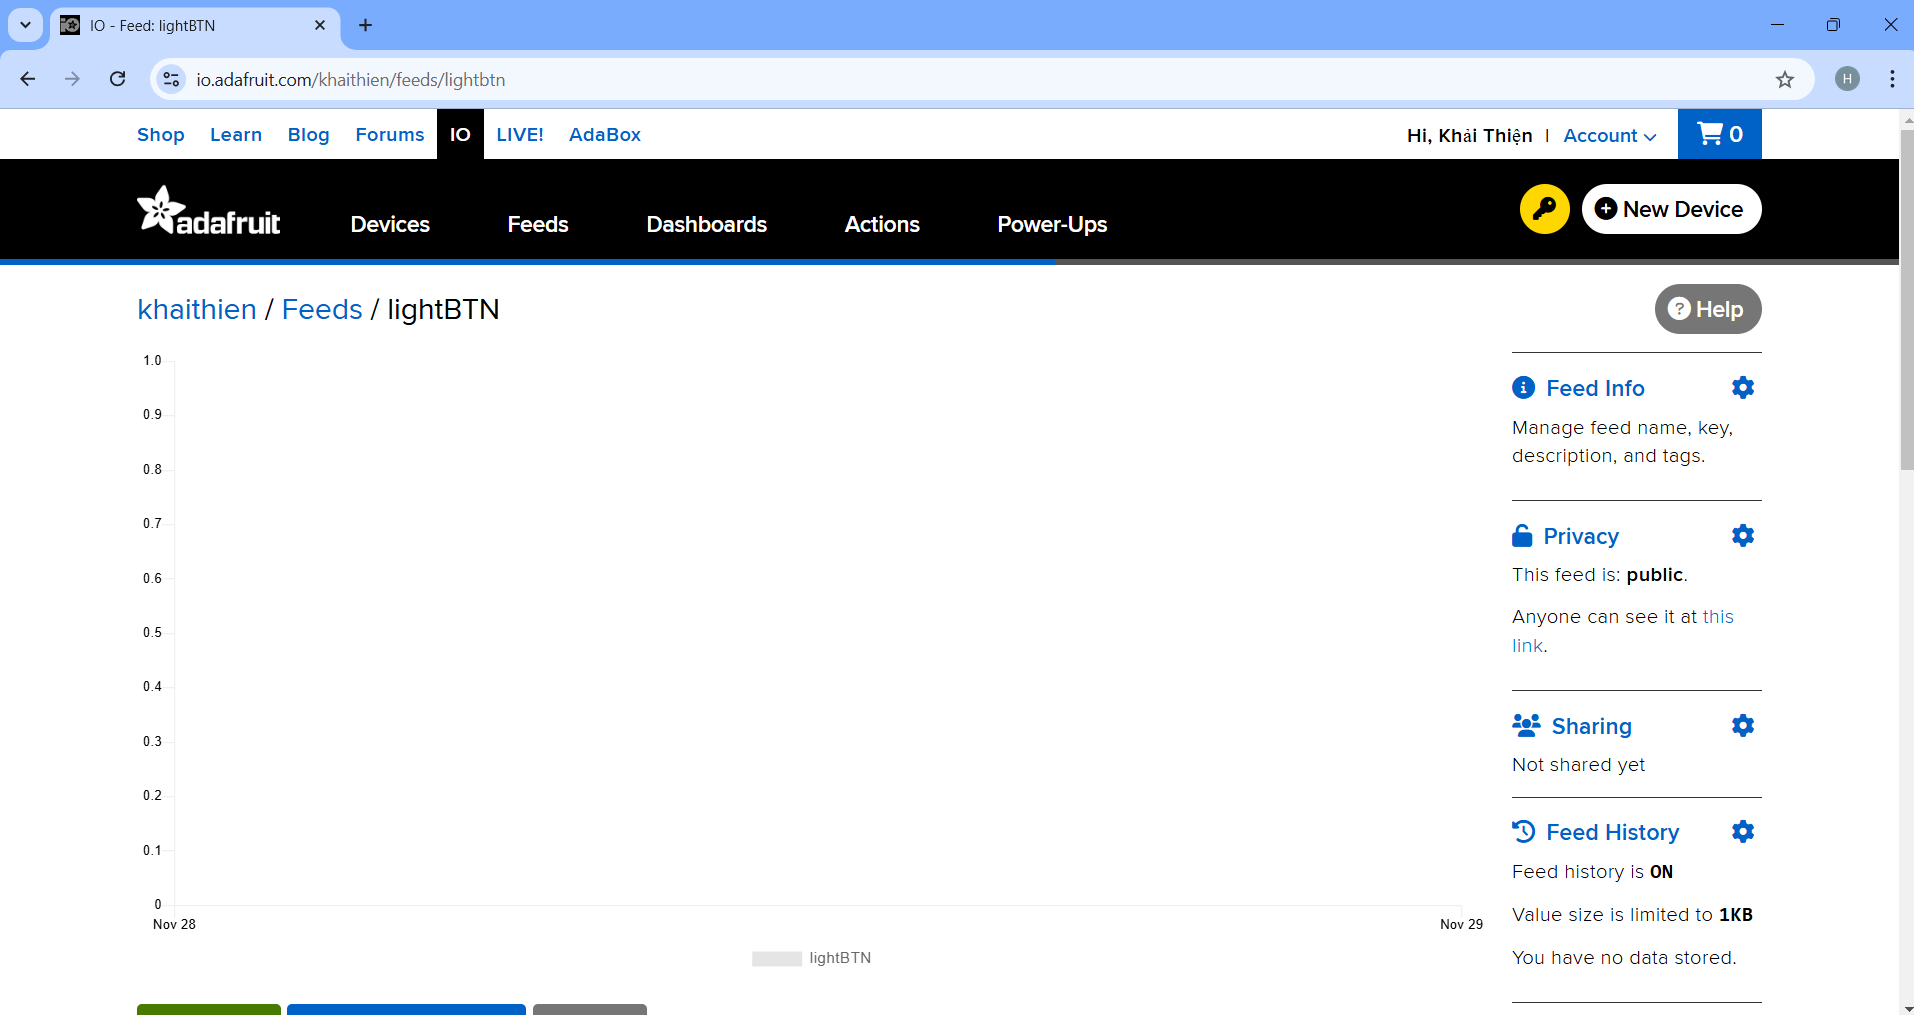 IO - Feed: lightBTN
io.adafruit.com/khaithien/feeds/lightbtn
H
Shop Learn Blog Forums IO LIVE! AdaBox
Hi, Khải Thiện | Account 0
adafruit Devices Feeds Dashboards Actions Power-Ups
New Device
khaithien / Feeds / lightBTN
? Help
1.0
0.9
0.8
0.7
0.6
0.5
0.4
0.3
0.2
0.1
0
Nov 28 Nov 29
lightBTN
Feed Info
Manage feed name, key,
description, and tags.
Privacy
This feed is: public.
Anyone can see it at this
link.
Sharing
Not shared yet
Feed History
Feed history is ON
Value size is limited to 1KB
You have no data stored.